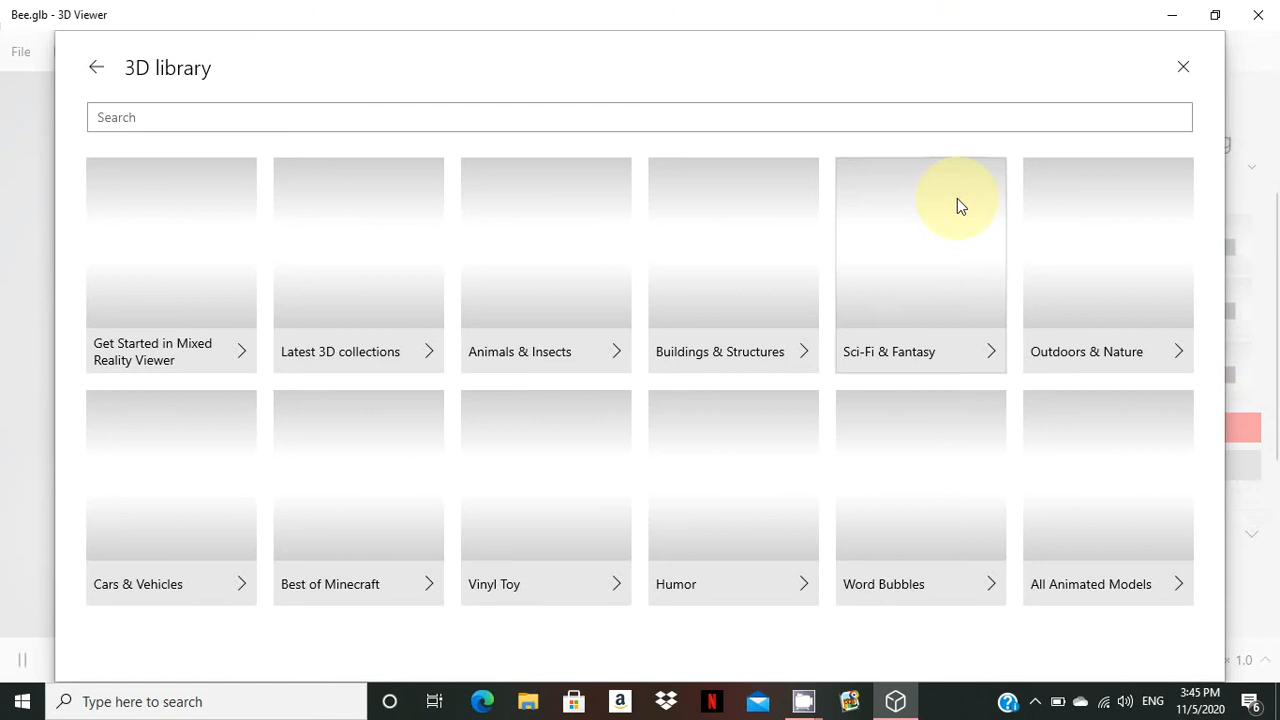 Bee.glb - 3D Viewer
File
3D library
Search
Get Started in Mixed
Reality Viewer
Latest 3D collections
Animals & Insects
Buildings & Structures
Sci-Fi & Fantasy
Outdoors & Nature
Cars & Vehicles
Best of Minecraft
Vinyl Toy
Humor
Word Bubbles
All Animated Models
1.0
Type here to search
ENG
3:45 PM
11/5/2020
6